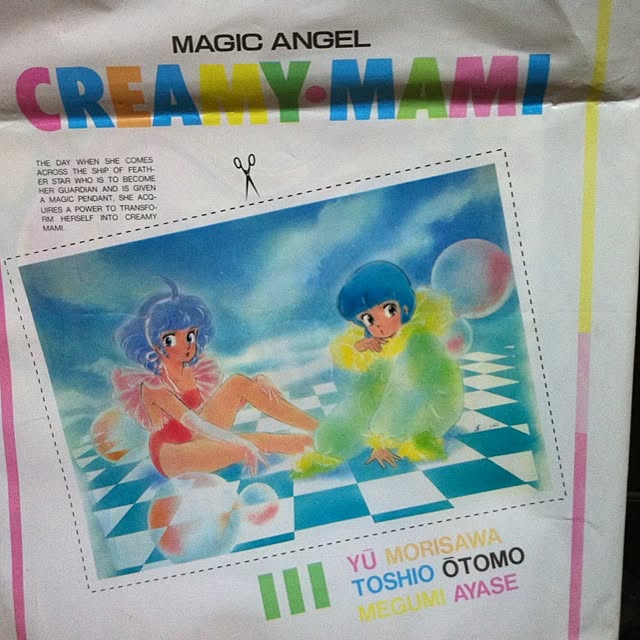 MAGIC ANGEL
CREAMY·MAMI
THE DAY WHEN SHE COMES
ACROSS THE SHIP OF FEATH-
ER STAR WHO IS TO BECOME
HER GUARDIAN AND IS GIVEN
A MAGIC PENDANT, SHE ACQ-
UIRES A POWER TO TRANSFO-
RM HERSELF INTO CREAMY
MAMI.
III
YŪ MORISAWA
TOSHIO ŌTOMO
MEGUMI AYASE